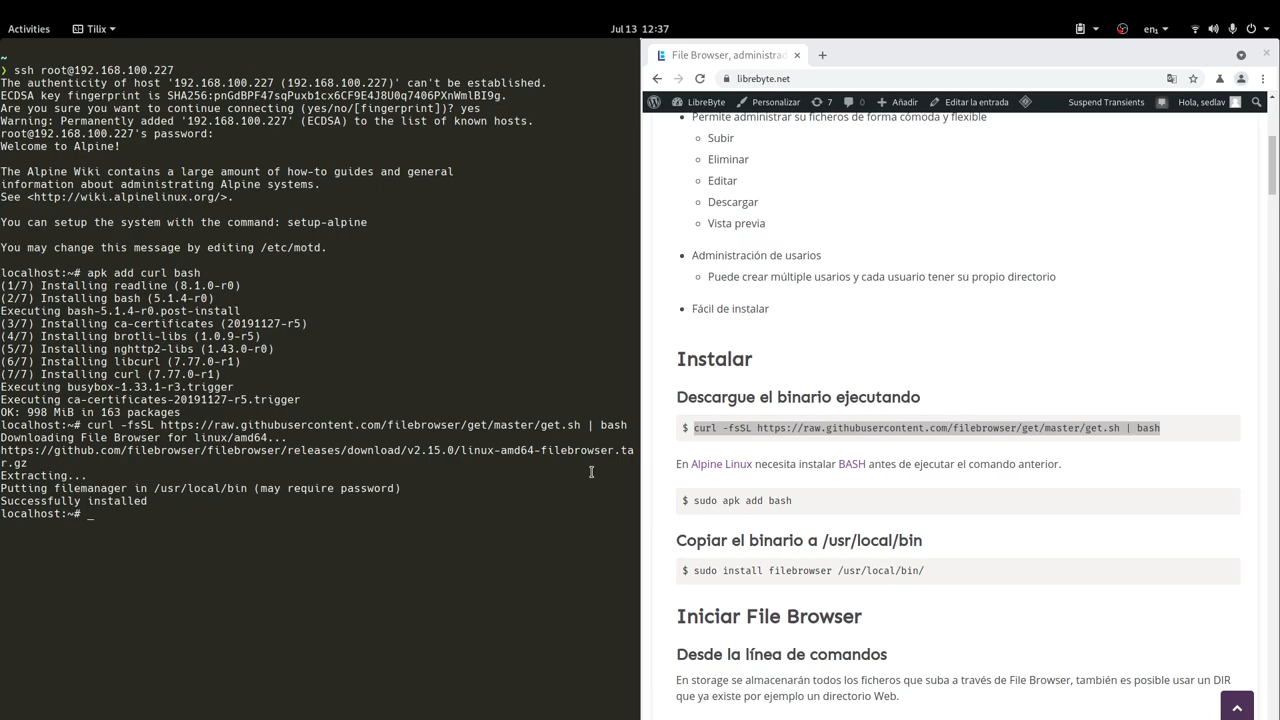 Activities
Tilix
Jul 13 12:37
en₁
~
❯ ssh root@192.168.100.227
The authenticity of host '192.168.100.227 (192.168.100.227)' can't be established.
ECDSA key fingerprint is SHA256:pnGdBPF47sqPuxb1cx6CF9E4J8U0q7406PXnWmlBI9g.
Are you sure you want to continue connecting (yes/no/[fingerprint])? yes
Warning: Permanently added '192.168.100.227' (ECDSA) to the list of known hosts.
root@192.168.100.227's password:
Welcome to Alpine!
The Alpine Wiki contains a large amount of how-to guides and general
information about administrating Alpine systems.
See <http://wiki.alpinelinux.org/>.
You can setup the system with the command: setup-alpine
You may change this message by editing /etc/motd.
localhost:~# apk add curl bash
(1/7) Installing readline (8.1.0-r0)
(2/7) Installing bash (5.1.4-r0)
Executing bash-5.1.4-r0.post-install
(3/7) Installing ca-certificates (20191127-r5)
(4/7) Installing brotli-libs (1.0.9-r5)
(5/7) Installing nghttp2-libs (1.43.0-r0)
(6/7) Installing libcurl (7.77.0-r1)
(7/7) Installing curl (7.77.0-r1)
Executing busybox-1.33.1-r3.trigger
Executing ca-certificates-20191127-r5.trigger
OK: 998 MiB in 163 packages
localhost:~# curl -fsSL https://raw.githubusercontent.com/filebrowser/get/master/get.sh | bash
Downloading File Browser for linux/amd64...
https://github.com/filebrowser/filebrowser/releases/download/v2.15.0/linux-amd64-filebrowser.ta
r.gz
Extracting...
Putting filemanager in /usr/local/bin (may require password)
Successfully installed
localhost:~# _
File Browser, administrad
librebyte.net
LibreByte
Personalizar
7
0
Añadir
Editar la entrada
Suspend Transients
Hola, sedlav
• Permite administrar su ficheros de forma cómoda y flexible
○ Subir
○ Eliminar
○ Editar
○ Descargar
○ Vista previa
• Administración de usarios
○ Puede crear múltiple usarios y cada usuario tener su propio directorio
• Fácil de instalar
Instalar
Descargue el binario ejecutando
$ curl -fsSL https://raw.githubusercontent.com/filebrowser/get/master/get.sh | bash
En Alpine Linux necesita instalar BASH antes de ejecutar el comando anterior.
$ sudo apk add bash
Copiar el binario a /usr/local/bin
$ sudo install filebrowser /usr/local/bin/
Iniciar File Browser
Desde la línea de comandos
En storage se almacenarán todos los ficheros que suba a través de File Browser, también es posible usar un DIR
que ya existe por ejemplo un directorio Web.